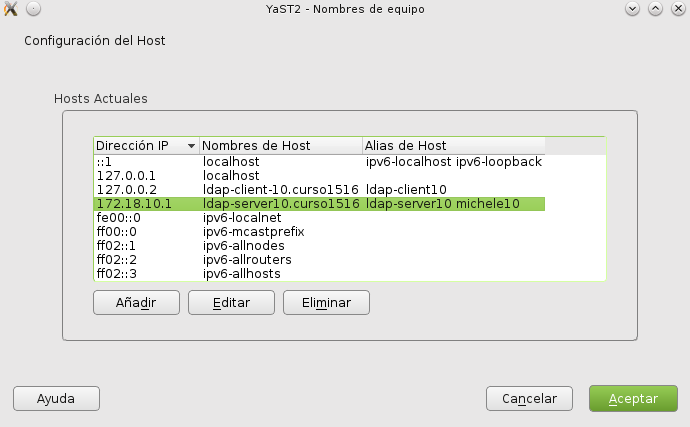 YaST2 - Nombres de equipo
Configuración del Host
Hosts Actuales
Dirección IP Nombres de Host Alias de Host
::1 localhost ipv6-localhost ipv6-loopback
127.0.0.1 localhost
127.0.0.2 ldap-client-10.curso1516 ldap-client10
172.18.10.1 ldap-server10.curso1516 ldap-server10 michele10
fe00::0 ipv6-localnet
ff00::0 ipv6-mcastprefix
ff02::1 ipv6-allnodes
ff02::2 ipv6-allrouters
ff02::3 ipv6-allhosts
Añadir Editar Eliminar
Ayuda Cancelar Aceptar